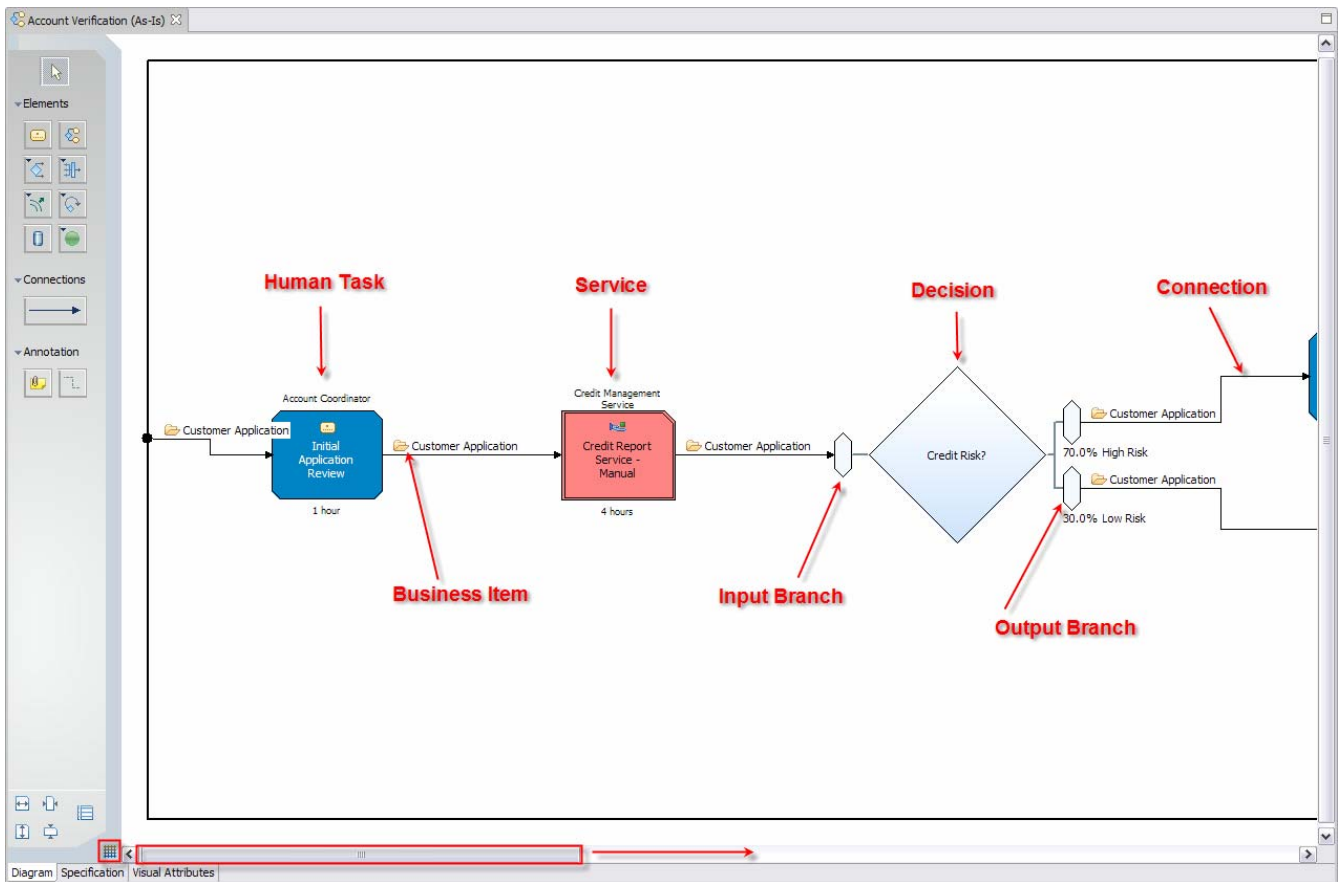 Account Verification (As-Is)
Elements
Connections
Annotation
Human Task
Service
Decision
Connection
Account Coordinator
Customer Application
Initial
Application
Review
1 hour
Customer Application
Credit Management
Service
Credit Report
Service -
Manual
4 hours
Customer Application
Credit Risk?
Customer Application
70.0% High Risk
Customer Application
30.0% Low Risk
Business Item
Input Branch
Output Branch
Diagram
Specification
Visual Attributes